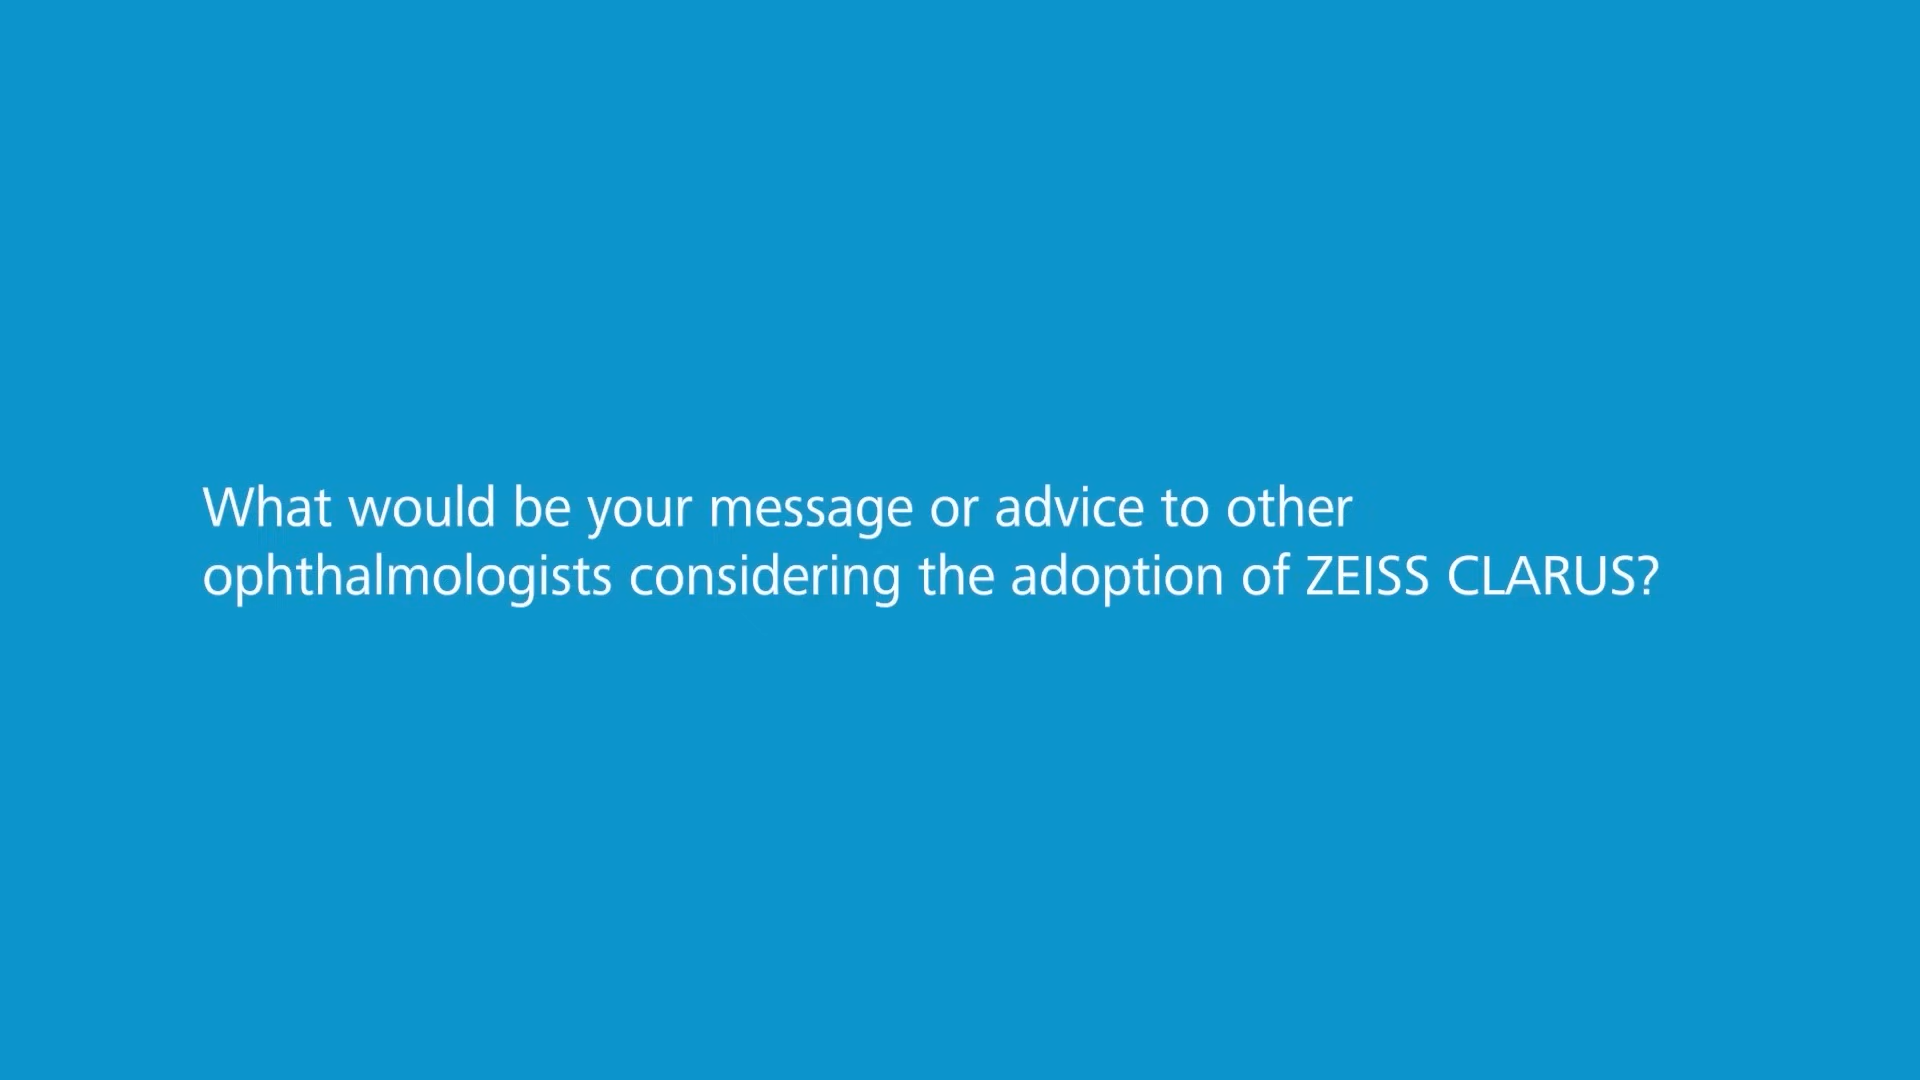 What would be your message or advice to other
ophthalmologists considering the adoption of ZEISS CLARUS?